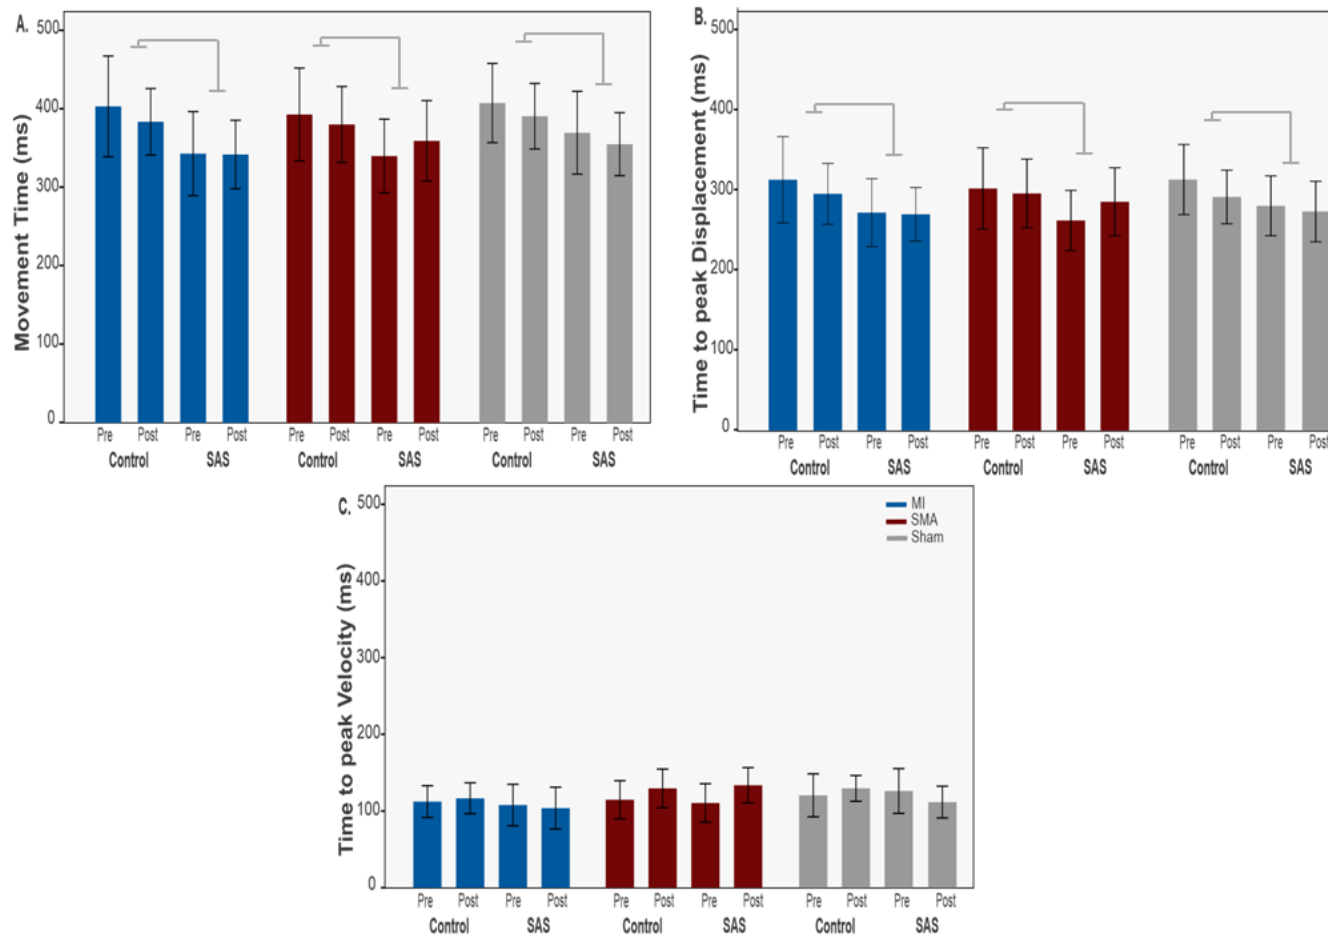 A.
Movement Time (ms)
500
400
300
200
100
0
Pre Post Pre Post Pre Post Pre Post Pre Post Pre Post
Control SAS Control SAS Control SAS
B.
Time to peak Displacement (ms)
500
400
300
200
100
0
Pre Post Pre Post Pre Post Pre Post Pre Post Pre Post
Control SAS Control SAS Control SAS
C.
Time to peak Velocity (ms)
500
400
300
200
100
0
MI
SMA
Sham
Pre Post Pre Post Pre Post Pre Post Pre Post Pre Post
Control SAS Control SAS Control SAS